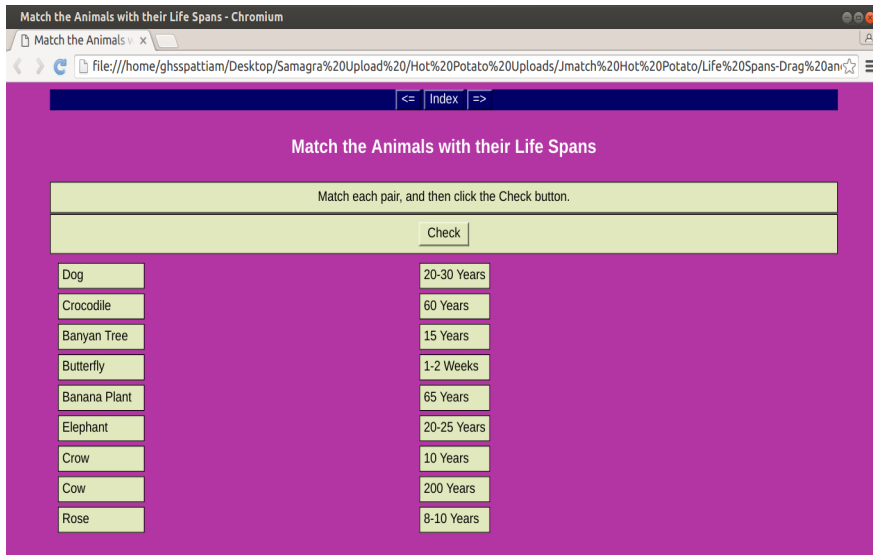 Match the Animals with their Life Spans - Chromium
Match the Animals
file:///home/ghsspattiam/Desktop/Samagra%20Upload%20/Hot%20Potato%20Uploads/Jmatch%20Hot%20Potato/Life%20Spans-Drag%20an
<= Index =>
Match the Animals with their Life Spans
Match each pair, and then click the Check button.
Check
Dog 20-30 Years
Crocodile 60 Years
Banyan Tree 15 Years
Butterfly 1-2 Weeks
Banana Plant 65 Years
Elephant 20-25 Years
Crow 10 Years
Cow 200 Years
Rose 8-10 Years